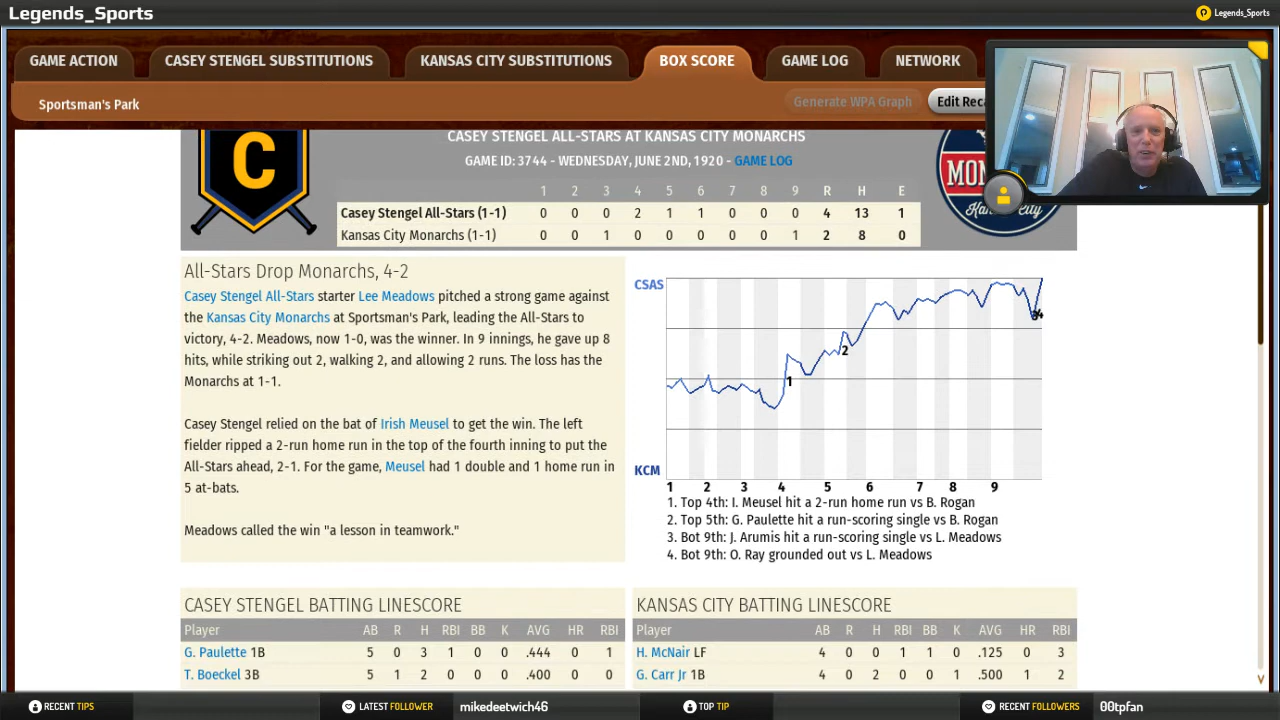 Legends_Sports
Legends_Sports
GAME ACTION
CASEY STENGEL SUBSTITUTIONS
KANSAS CITY SUBSTITUTIONS
BOX SCORE
GAME LOG
NETWORK
Sportsman's Park
Generate WPA Graph
C
CASEY STENGEL ALL-STARS AT KANSAS CITY MONARCHS
GAME ID: 3744 - WEDNESDAY, JUNE 2ND, 1920 - GAME LOG
1 2 3 4 5 6 7 8 9 R H E
Casey Stengel All-Stars (1-1) 0 0 0 2 1 1 0 0 0 4 13 1
Kansas City Monarchs (1-1) 0 0 1 0 0 0 0 0 1 2 8 0
All-Stars Drop Monarchs, 4-2
Casey Stengel All-Stars starter Lee Meadows pitched a strong game against
the Kansas City Monarchs at Sportsman's Park, leading the All-Stars to
victory, 4-2. Meadows, now 1-0, was the winner. In 9 innings, he gave up 8
hits, while striking out 2, walking 2, and allowing 2 runs. The loss has the
Monarchs at 1-1.
Casey Stengel relied on the bat of Irish Meusel to get the win. The left
fielder ripped a 2-run home run in the top of the fourth inning to put the
All-Stars ahead, 2-1. For the game, Meusel had 1 double and 1 home run in
5 at-bats.
Meadows called the win "a lesson in teamwork."
CSAS
1
2
KCM
1 2 3 4 5 6 7 8 9
1. Top 4th: I. Meusel hit a 2-run home run vs B. Rogan
2. Top 5th: G. Paulette hit a run-scoring single vs B. Rogan
3. Bot 9th: J. Arumis hit a run-scoring single vs L. Meadows
4. Bot 9th: O. Ray grounded out vs L. Meadows
CASEY STENGEL BATTING LINESCORE
Player AB R H RBI BB K AVG HR RBI
G. Paulette 1B 5 0 3 1 0 0 .444 0 1
T. Boeckel 3B 5 1 2 0 0 0 .400 0 0
KANSAS CITY BATTING LINESCORE
Player AB R H RBI BB K AVG HR RBI
H. McNair LF 4 0 0 1 1 0 .125 0 3
G. Carr Jr 1B 4 0 2 0 0 1 .500 1 2
RECENT TIPS
LATEST FOLLOWER
mikedeetwich46
TOP TIP
RECENT FOLLOWERS
00tpfan